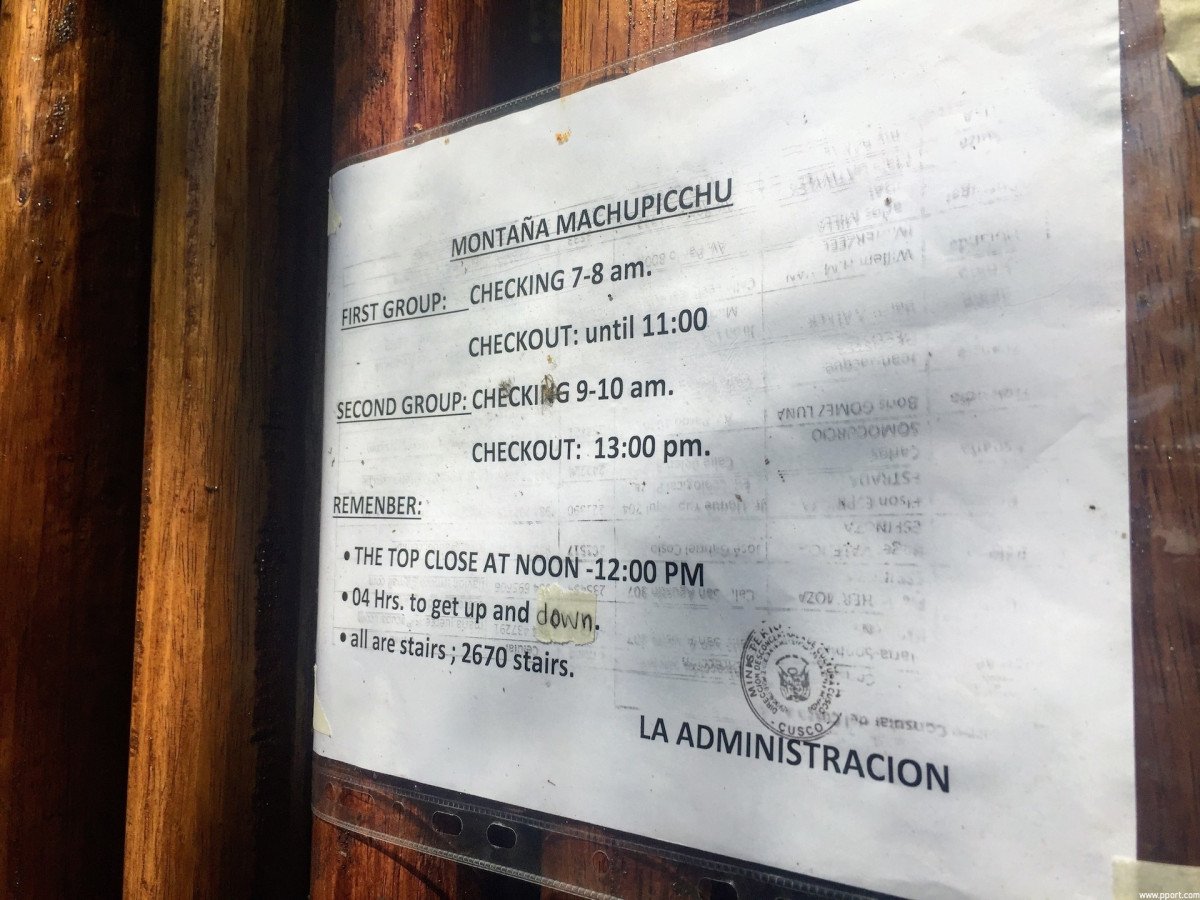 MONTAÑA MACHUPICCHU
FIRST GROUP: CHECKING 7-8 am.
CHECKOUT: until 11:00
SECOND GROUP: CHECKING 9-10 am.
CHECKOUT: 13:00 pm.
REMENBER:
• THE TOP CLOSE AT NOON -12:00 PM
• 04 Hrs. to get up and down.
• all are stairs ; 2670 stairs.
CUSCO
LA ADMINISTRACION
www.pport.com